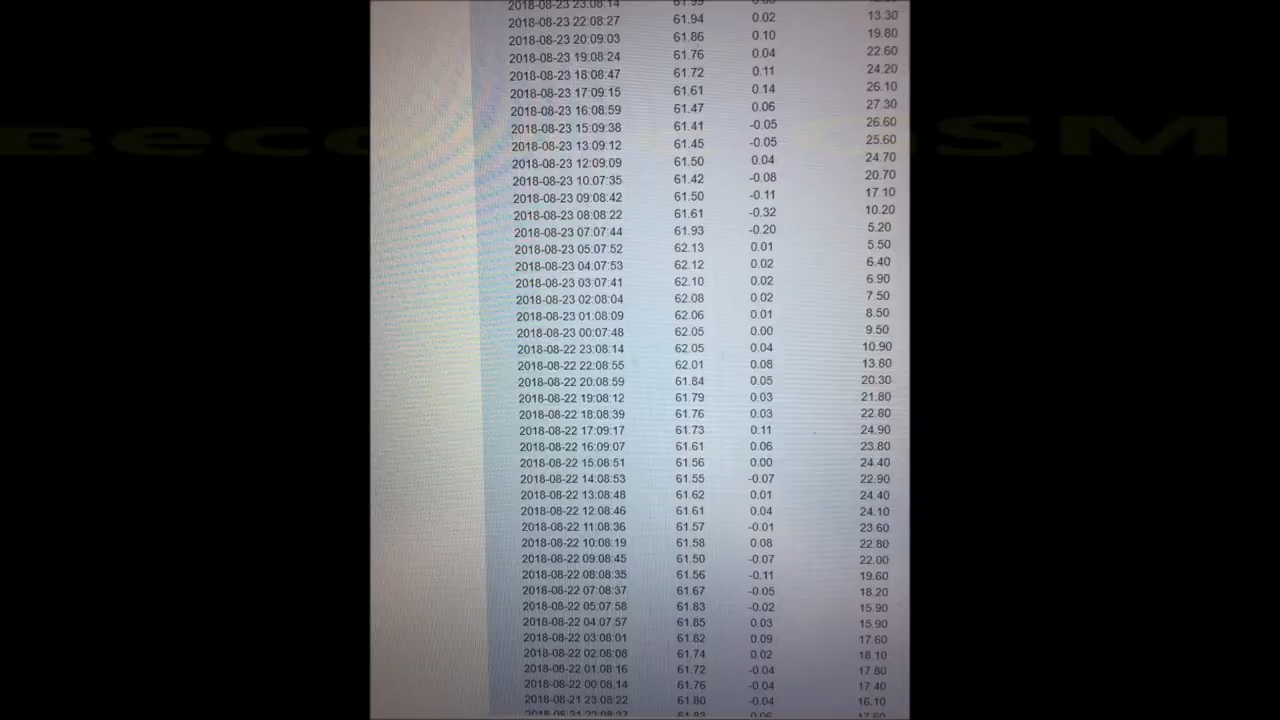 2018-08-23 23:08:14 61.99
2018-08-23 22:08:27 61.94 0.02 13.30
2018-08-23 20:09:03 61.86 0.10 19.80
2018-08-23 19:08:24 61.76 0.04 22.60
2018-08-23 18:08:47 61.72 0.11 24.20
2018-08-23 17:09:15 61.61 0.14 26.10
2018-08-23 16:08:59 61.47 0.06 27.30
2018-08-23 15:09:38 61.41 -0.05 26.60
2018-08-23 13:09:12 61.45 -0.05 25.60
2018-08-23 12:09:09 61.50 0.04 24.70
2018-08-23 10:07:35 61.42 -0.08 20.70
2018-08-23 09:08:42 61.50 -0.11 17.10
2018-08-23 08:08:22 61.61 -0.32 10.20
2018-08-23 07:07:44 61.93 -0.20 5.20
2018-08-23 05:07:52 62.13 0.01 5.50
2018-08-23 04:07:53 62.12 0.02 6.40
2018-08-23 03:07:41 62.10 0.02 6.90
2018-08-23 02:08:04 62.08 0.02 7.50
2018-08-23 01:08:09 62.06 0.01 8.50
2018-08-23 00:07:48 62.05 0.00 9.50
2018-08-22 23:08:14 62.05 0.04 10.90
2018-08-22 22:08:55 62.01 0.08 13.60
2018-08-22 20:08:59 61.84 0.05 20.30
2018-08-22 19:08:12 61.79 0.03 21.80
2018-08-22 18:08:39 61.76 0.03 22.80
2018-08-22 17:09:17 61.73 0.11 24.90
2018-08-22 16:09:07 61.61 0.06 23.80
2018-08-22 15:08:51 61.56 0.00 24.40
2018-08-22 14:08:53 61.55 -0.07 22.90
2018-08-22 13:08:48 61.62 0.01 24.40
2018-08-22 12:08:46 61.61 0.04 24.10
2018-08-22 11:08:36 61.57 -0.01 23.60
2018-08-22 10:08:19 61.58 0.08 22.80
2018-08-22 09:08:45 61.50 -0.07 22.00
2018-08-22 08:08:35 61.56 -0.11 19.60
2018-08-22 07:08:37 61.67 -0.05 18.20
2018-08-22 05:07:58 61.83 -0.02 15.90
2018-08-22 04:07:57 61.85 0.03 15.90
2018-08-22 03:08:01 61.82 0.09 17.60
2018-08-22 02:08:08 61.74 0.02 18.10
2018-08-22 01:08:16 61.72 -0.04 17.80
2018-08-22 00:08:14 61.76 -0.04 17.40
2018-08-21 23:08:22 61.80 -0.04 16.10